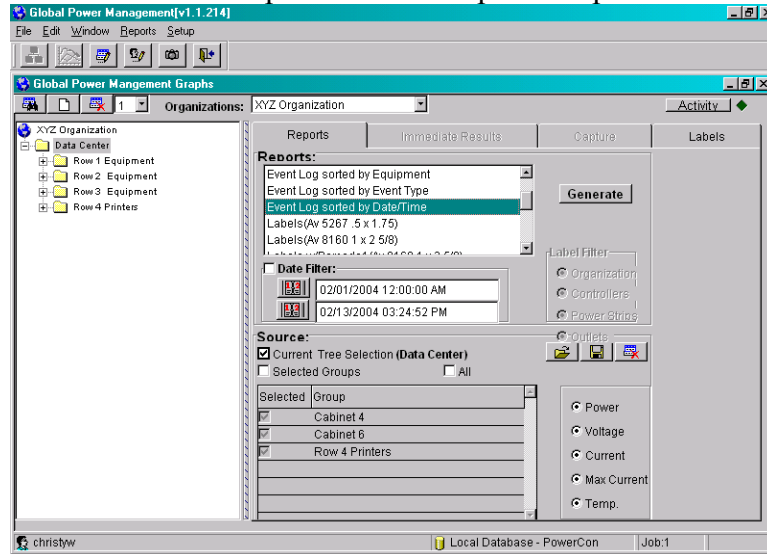 Global Power Management[v1.1.214]
File Edit Window Reports Setup
Global Power Mangement Graphs
1 Organizations: XYZ Organization Activity
XYZ Organization
Data Center
Row 1 Equipment
Row 2 Equipment
Row 3 Equipment
Row 4 Printers
Reports Immediate Results Capture Labels
Reports:
Event Log sorted by Equipment
Event Log sorted by Event Type
Event Log sorted by Date/Time
Labels(Av 5267 .5 x 1.75)
Labels(Av 8160 1 x 2 5/8)
Generate
Label Filter
Organization
Controllers
Power Strips
Outlets
Date Filter:
02/01/2004 12:00:00 AM
02/13/2004 03:24:52 PM
Source:
Current Tree Selection (Data Center)
Selected Groups All
Selected Group
Cabinet 4
Cabinet 6
Row 4 Printers
Power
Voltage
Current
Max Current
Temp.
christyw Local Database - PowerCon Job:1